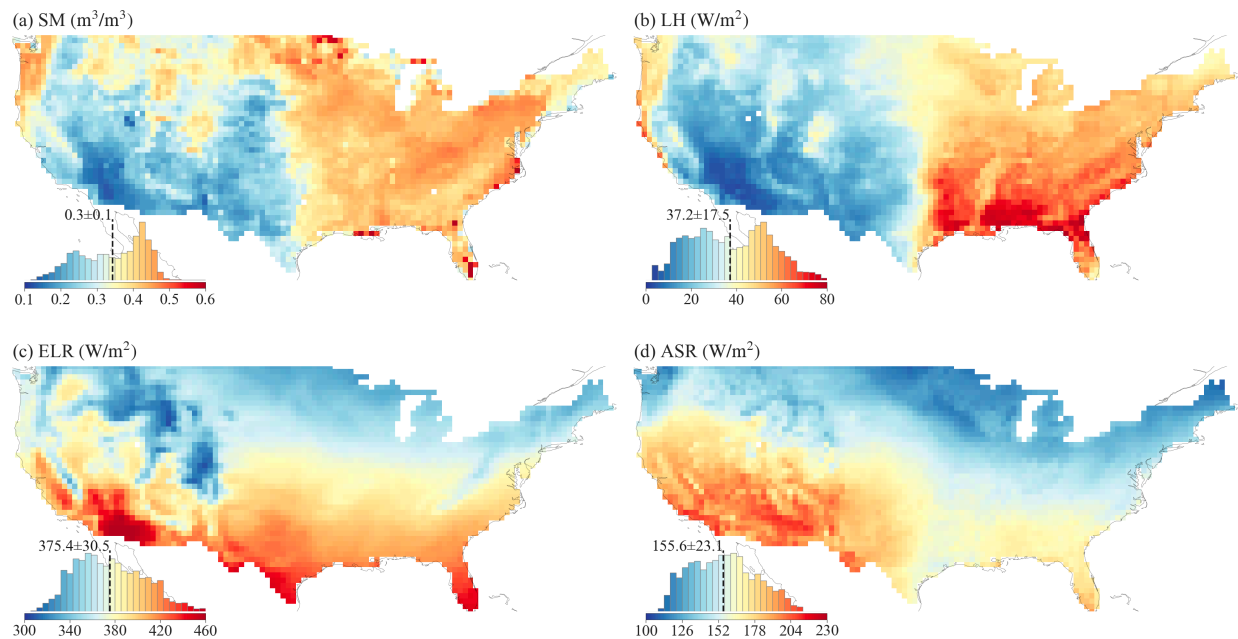 (a) SM (m³/m³)
(b) LH (W/m²)
0.3±0.1
37.2±17.5
0.1 0.2 0.3 0.4 0.5 0.6
0 20 40 60 80
(c) ELR (W/m²)
(d) ASR (W/m²)
375.4±30.5
155.6±23.1
300 340 380 420 460
100 126 152 178 204 230